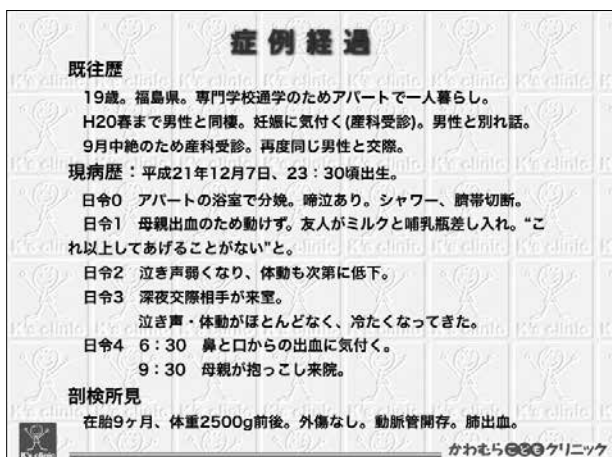 症例経過
既往歴
19歳。福島県。専門学校通学のためアパートで一人暮らし。
H20春まで男性と同棲。妊娠に気付く(産科受診)。男性と別れ話。
9月中絶のため産科受診。再度同じ男性と交際。
現病歴：平成21年12月7日、23：30頃出生。
日令0　アパートの浴室で分娩。啼泣あり。シャワー、臍帯切断。
日令1　母親出血のため動けず。友人がミルクと哺乳瓶差し入れ。“こ
れ以上してあげることがない”と。
日令2　泣き声弱くなり、体動も次第に低下。
日令3　深夜交際相手が来室。
泣き声・体動がほとんどなく、冷たくなってきた。
日令4　6：30　鼻と口からの出血に気付く。
9：30　母親が抱っこし来院。
剖検所見
在胎9ヶ月、体重2500g前後。外傷なし。動脈管開存。肺出血。
K's clinic
かわむらこどもクリニック